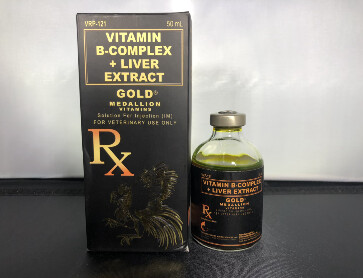 VRP-121 50 mL
VITAMIN
B-COMPLEX
+ LIVER
EXTRACT
GOLD®
MEDALLION
VITAMINS
Solution For Injection (IM)
FOR VETERINARY USE ONLY
Rx
VITAMIN B-COMPLEX
+ LIVER EXTRACT
GOLD®
MEDALLION
VITAMINS
Rx